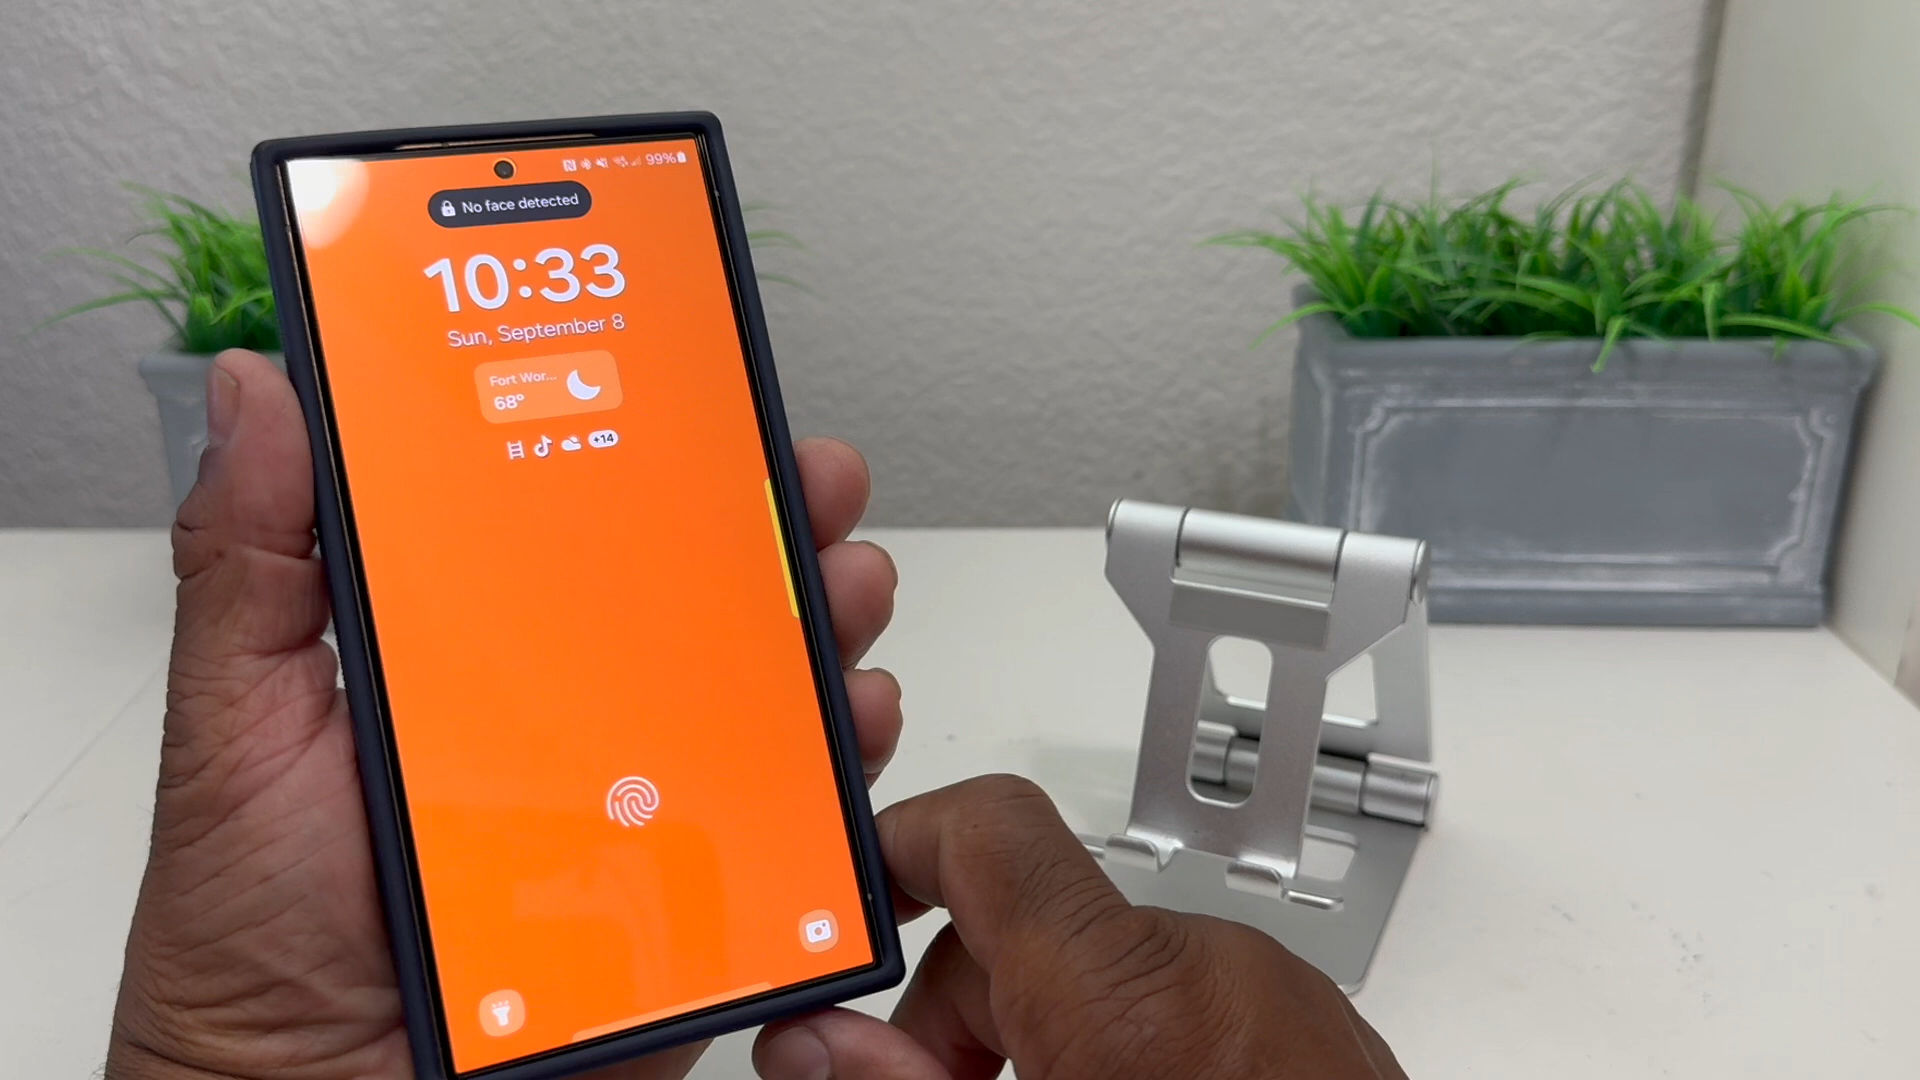 99%
No face detected
10:33
Sun, September 8
Fort Wor...
68°
+14